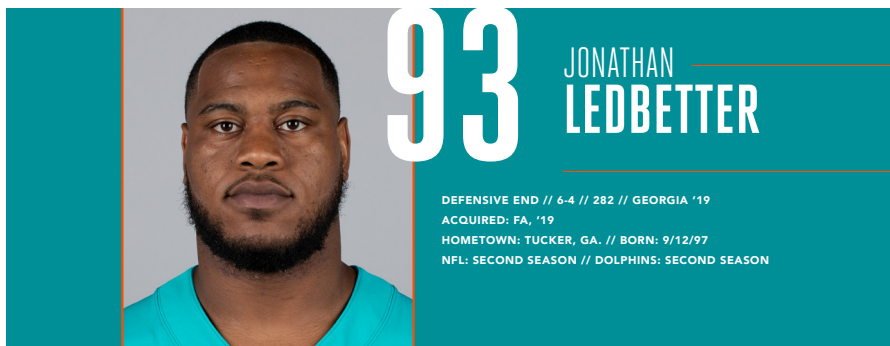 93
JONATHAN
LEDBETTER
DEFENSIVE END // 6-4 // 282 // GEORGIA ’19
ACQUIRED: FA, ‘19
HOMETOWN: TUCKER, GA. // BORN: 9/12/97
NFL: SECOND SEASON // DOLPHINS: SECOND SEASON